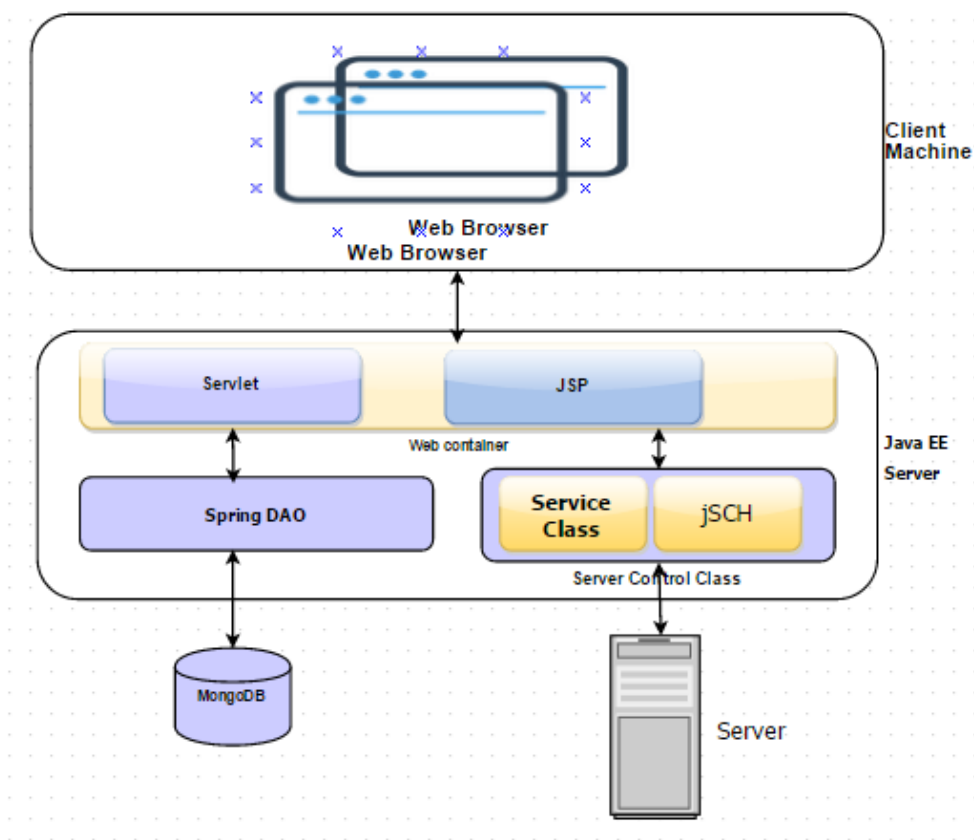 Client
Machine
Web Browser
Web Browser
Servlet
JSP
Web container
Java EE
Server
Spring DAO
Service
Class
jSCH
Server Control Class
MongoDB
Server